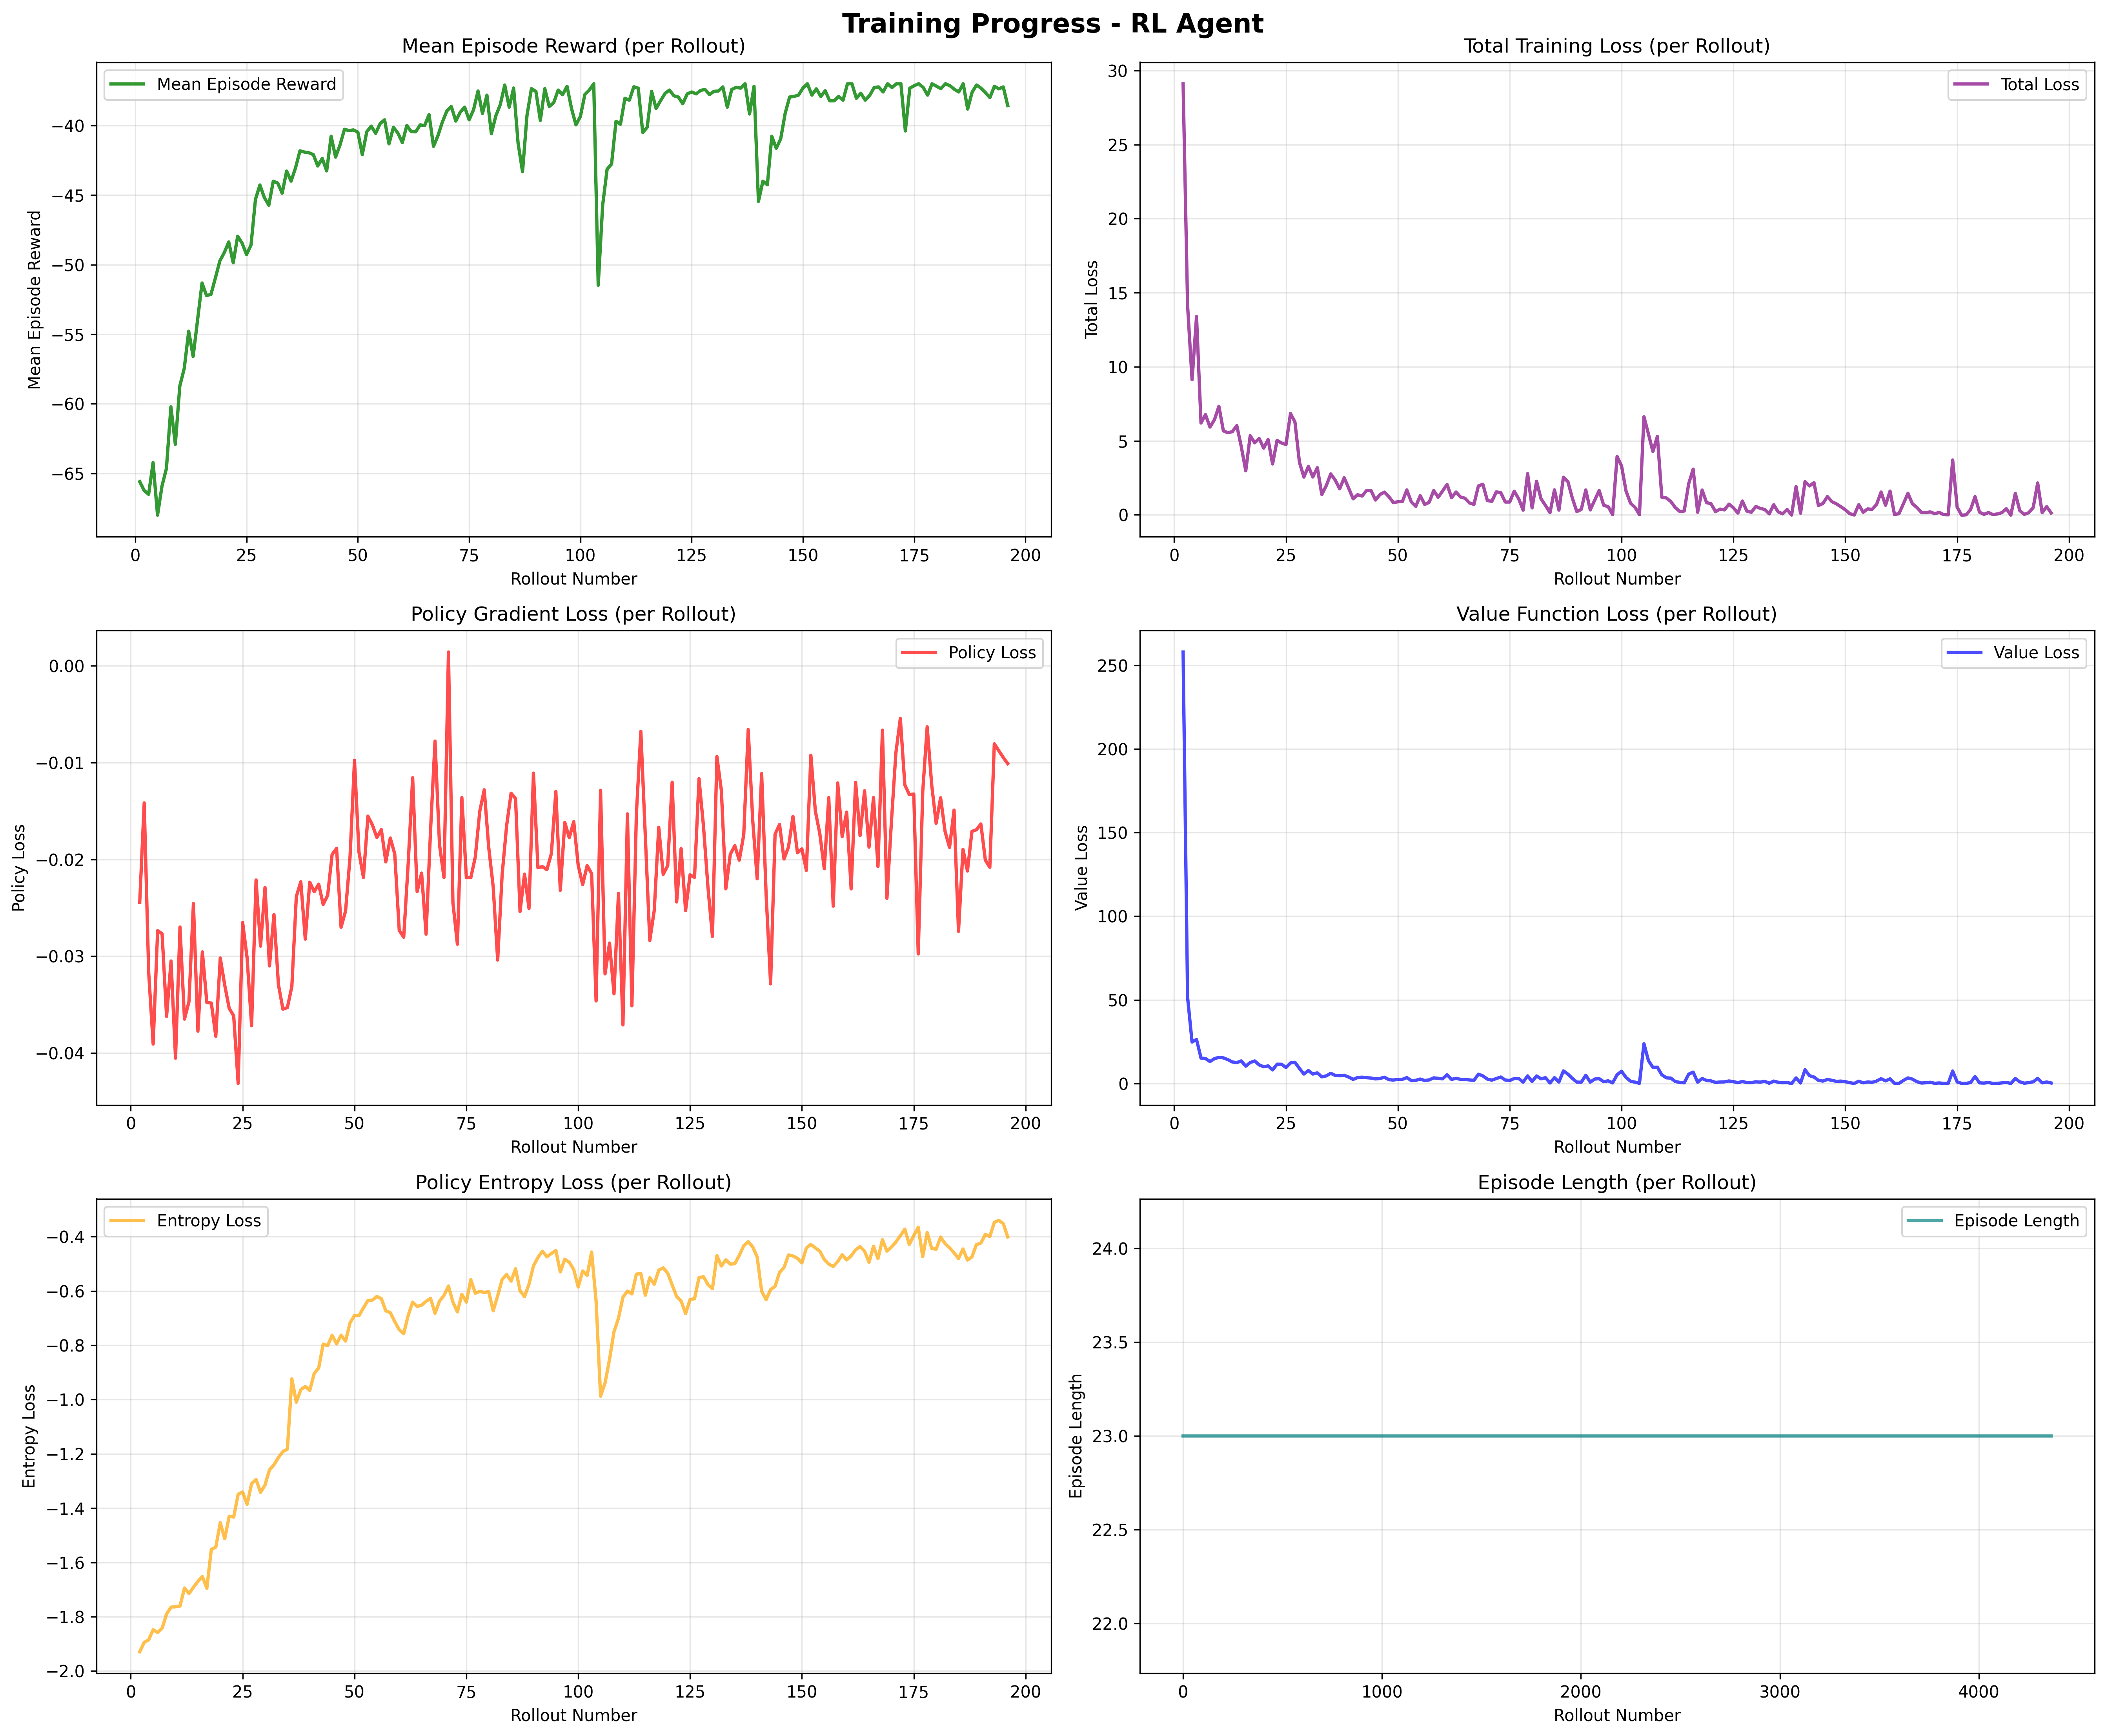 Training Progress - RL Agent
Mean Episode Reward (per Rollout)
Mean Episode Reward
−40
−45
−50
−55
−60
−65
Mean Episode Reward
0 25 50 75 100 125 150 175 200
Rollout Number
Total Training Loss (per Rollout)
Total Loss
30
25
20
15
10
5
0
Total Loss
0 25 50 75 100 125 150 175 200
Rollout Number
Policy Gradient Loss (per Rollout)
Policy Loss
0.00
−0.01
−0.02
−0.03
−0.04
Policy Loss
0 25 50 75 100 125 150 175 200
Rollout Number
Value Function Loss (per Rollout)
Value Loss
250
200
150
100
50
0
Value Loss
0 25 50 75 100 125 150 175 200
Rollout Number
Policy Entropy Loss (per Rollout)
Entropy Loss
−0.4
−0.6
−0.8
−1.0
−1.2
−1.4
−1.6
−1.8
−2.0
Entropy Loss
0 25 50 75 100 125 150 175 200
Rollout Number
Episode Length (per Rollout)
Episode Length
24.0
23.5
23.0
22.5
22.0
Episode Length
0 1000 2000 3000 4000
Rollout Number